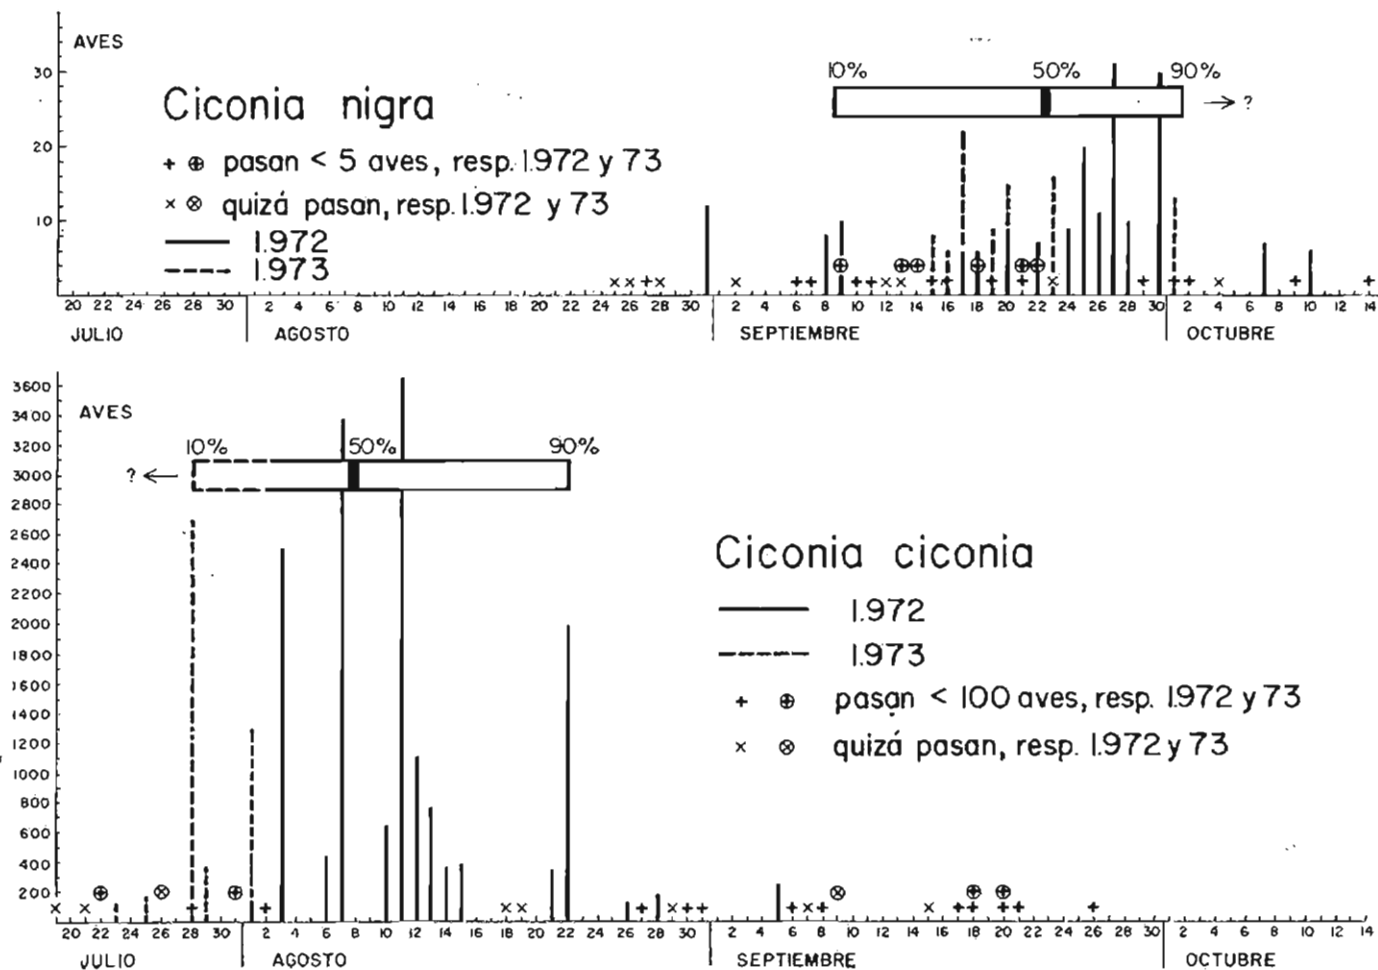 AVES
30
20
10
Ciconia nigra
+ ⊕ pasan < 5 aves, resp. 1.972 y 73
× ⊗ quizá pasan, resp. 1.972 y 73
1.972
1.973
10% 50% 90%
→ ?
20 22 24 26 28 30 2 4 6 8 10 12 14 16 18 20 22 24 26 28 30 2 4 6 8 10 12 14 16 18 20 22 24 26 28 30 2 4 6 8 10 12 14
JULIO AGOSTO SEPTIEMBRE OCTUBRE
AVES
3600
3400
3200
3000
2800
2600
2400
2200
2000
1800
1600
1400
1200
1000
800
600
400
200
10% 50% 90%
? ←
Ciconia ciconia
1.972
1.973
+ ⊕ pasan < 100 aves, resp. 1.972 y 73
× ⊗ quizá pasan, resp. 1.972 y 73
20 22 24 26 28 30 2 4 6 8 10 12 14 16 18 20 22 24 26 28 30 2 4 6 8 10 12 14 16 18 20 22 24 26 28 30 2 4 6 8 10 12 14
JULIO AGOSTO SEPTIEMBRE OCTUBRE